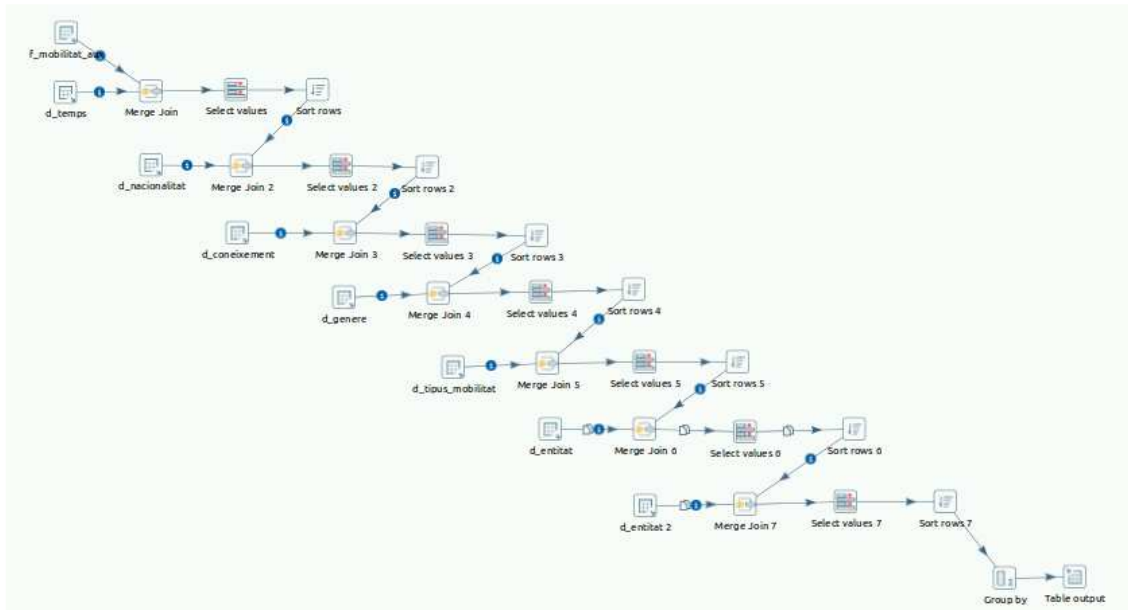 f_mobilitat_au
d_temps
Merge Join
Select values
Sort rows
d_nacionalitat
Merge Join 2
Select values 2
Sort rows 2
d_coneixement
Merge Join 3
Select values 3
Sort rows 3
d_genere
Merge Join 4
Select values 4
Sort rows 4
d_tipus_mobilitat
Merge Join 5
Select values 5
Sort rows 5
d_entitat
Merge Join 6
Select values 6
Sort rows 6
d_entitat 2
Merge Join 7
Select values 7
Sort rows 7
Group by
Table output